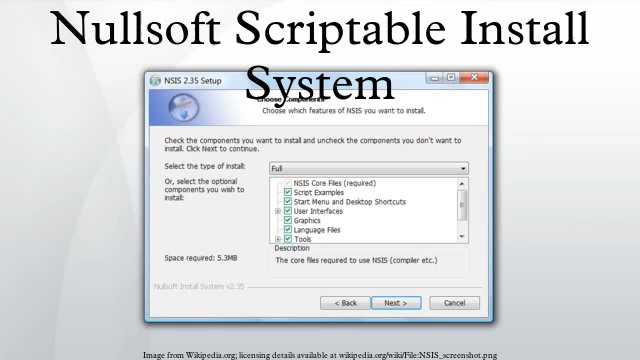 Nullsoft Scriptable Install
System
NSIS 2.35 Setup
Choose Components
Choose which features of NSIS you want to install.
Check the components you want to install and uncheck the components you don't want to
install. Click Next to continue.
Select the type of install:
Full
Or, select the optional
components you wish to
install:
NSIS Core Files (required)
Script Examples
Start Menu and Desktop Shortcuts
User Interfaces
Graphics
Language Files
Tools
Description
Space required: 5.3MB
The core files required to use NSIS (compiler etc.)
Nullsoft Install System v2.35
< Back
Next >
Cancel
Image from Wikipedia.org; licensing details available at wikipedia.org/wiki/File:NSIS_screenshot.png